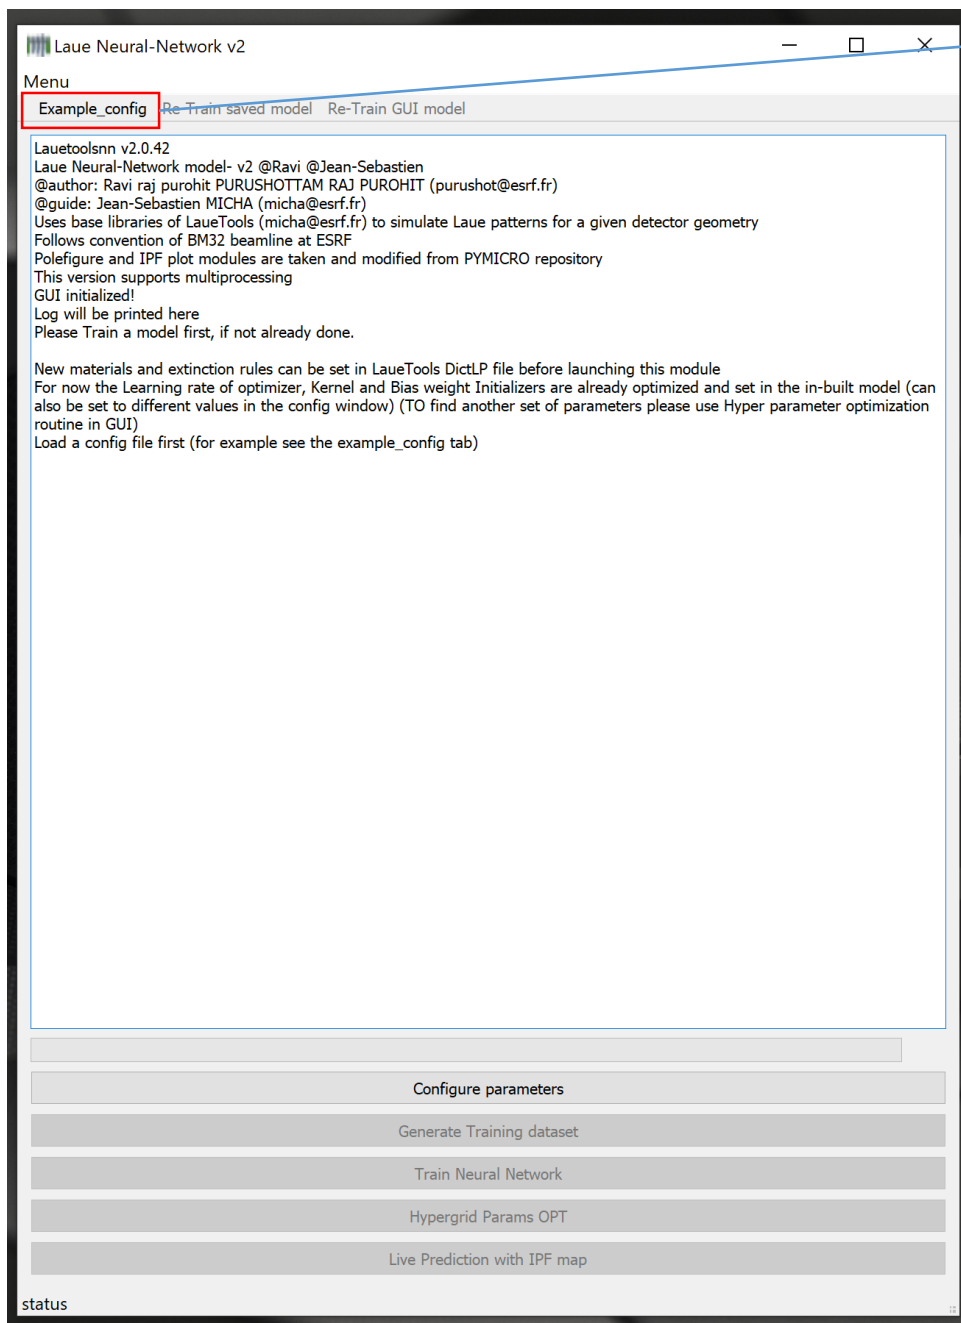 Laue Neural-Network v2
Menu
Example_config Re-Train saved model Re-Train GUI model
Lauetoolsnn v2.0.42
Laue Neural-Network model- v2 @Ravi @Jean-Sebastien
@author: Ravi raj purohit PURUSHOTTAM RAJ PUROHIT (purushot@esrf.fr)
@guide: Jean-Sebastien MICHA (micha@esrf.fr)
Uses base libraries of LaueTools (micha@esrf.fr) to simulate Laue patterns for a given detector geometry
Follows convention of BM32 beamline at ESRF
Polefigure and IPF plot modules are taken and modified from PYMICRO repository
This version supports multiprocessing
GUI initialized!
Log will be printed here
Please Train a model first, if not already done.
New materials and extinction rules can be set in LaueTools DictLP file before launching this module
For now the Learning rate of optimizer, Kernel and Bias weight Initializers are already optimized and set in the in-built model (can
also be set to different values in the config window) (TO find another set of parameters please use Hyper parameter optimization
routine in GUI)
Load a config file first (for example see the example_config tab)
Configure parameters
Generate Training dataset
Train Neural Network
Hypergrid Params OPT
Live Prediction with IPF map
status